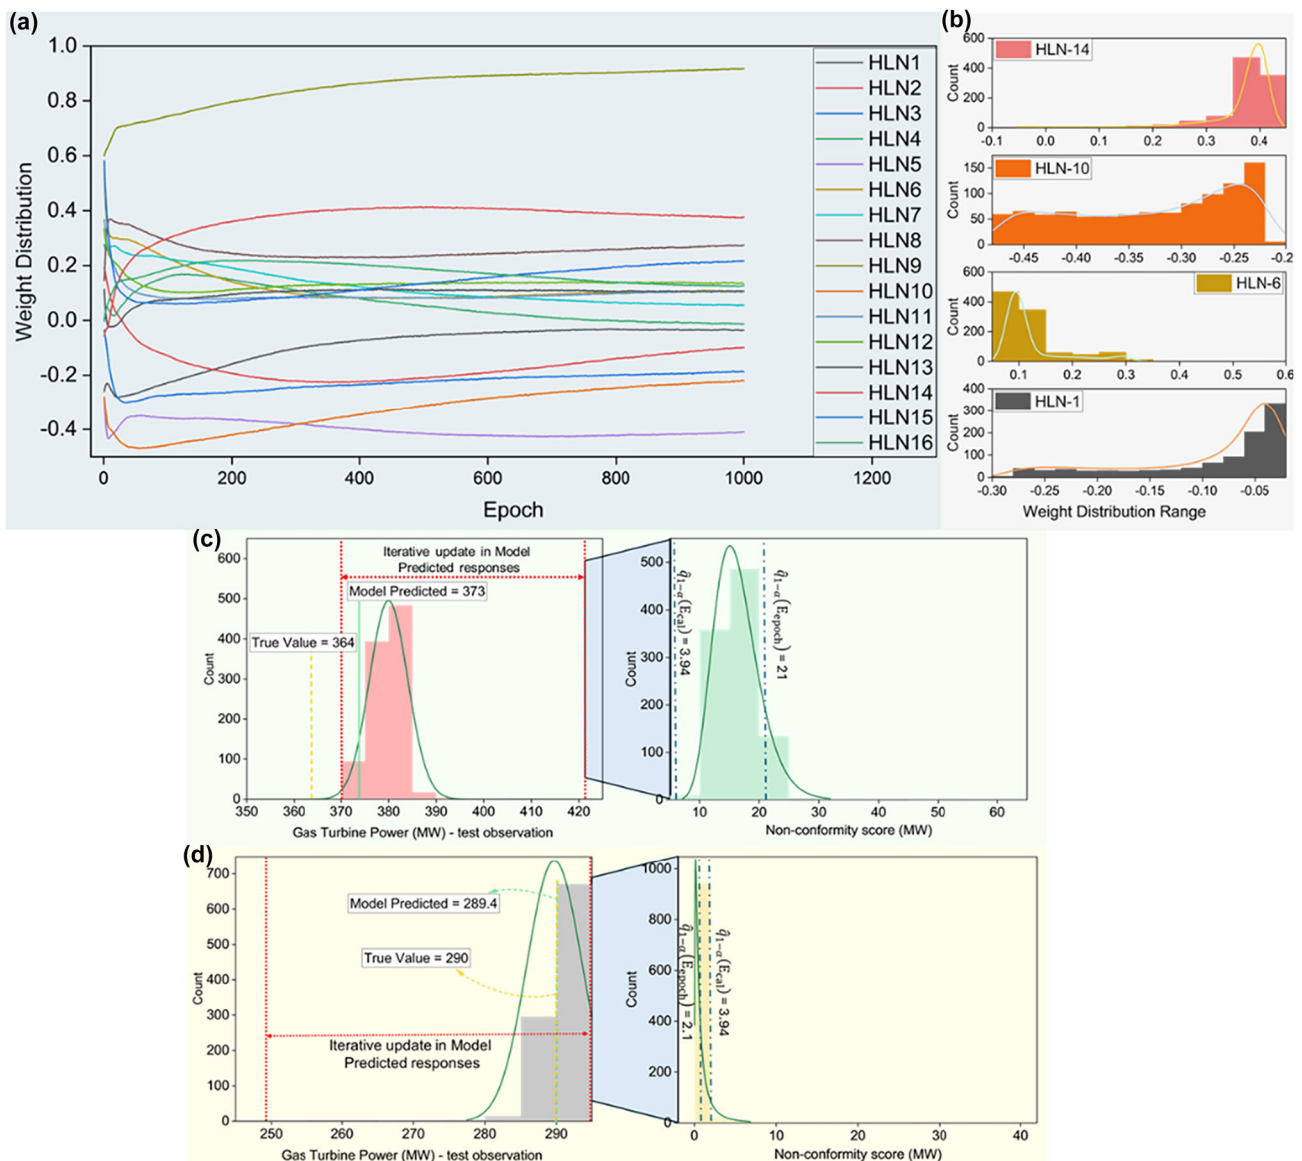 (a)
1.0
0.8
0.6
0.4
0.2
0.0
-0.2
-0.4
Weight Distribution
0
200
400
600
800
1000
1200
Epoch
HLN1
HLN2
HLN3
HLN4
HLN5
HLN6
HLN7
HLN8
HLN9
HLN10
HLN11
HLN12
HLN13
HLN14
HLN15
HLN16
(b)
600
400
200
0
Count
HLN-14
-0.1
0.0
0.1
0.2
0.3
0.4
150
100
50
0
Count
HLN-10
-0.45
-0.40
-0.35
-0.30
-0.25
-0.2
600
400
200
0
Count
HLN-6
0.1
0.2
0.3
0.4
0.5
0.6
400
300
200
100
0
Count
HLN-1
-0.30
-0.25
-0.20
-0.15
-0.10
-0.05
Weight Distribution Range
(c)
600
500
400
300
200
100
0
Count
Iterative update in Model
Predicted responses
Model Predicted = 373
True Value = 364
350
360
370
380
390
400
410
420
Gas Turbine Power (MW) - test observation
500
400
300
200
100
0
Count
q̂1−α(Ecal) = 3.94
q̂1−α(Eepoch) = 21
10
20
30
40
50
60
Non-conformity score (MW)
(d)
700
600
500
400
300
200
100
0
Count
Model Predicted = 289.4
True Value = 290
Iterative update in Model
Predicted responses
250
260
270
280
290
Gas Turbine Power (MW) - test observation
1000
800
600
400
200
0
Count
q̂1−α(Eepoch) = 2.1
q̂1−α(Ecal) = 3.94
0
10
20
30
40
Non-conformity score (MW)